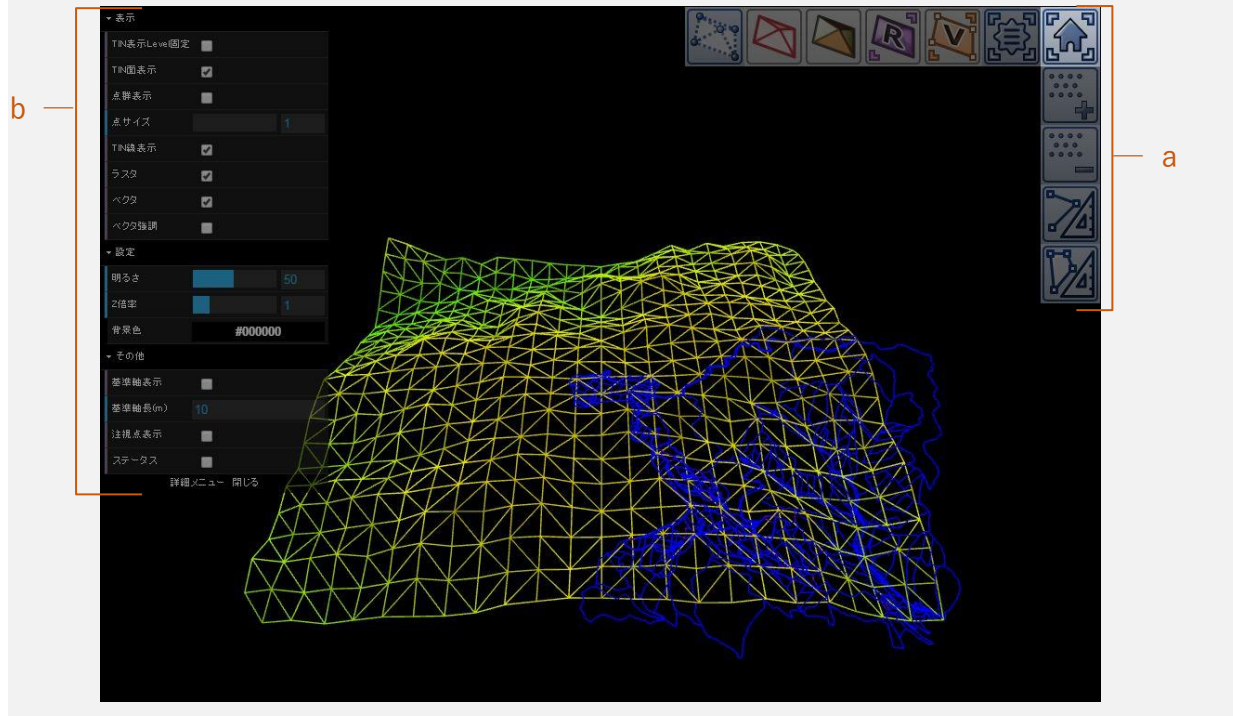 ▾ 表示
TIN表示Level固定
TIN面表示
点群表示
点サイズ 1
TIN線表示
ラスタ
ベクタ
ベクタ強調
▾ 設定
明るさ 50
Z倍率 1
背景色 #000000
▾ その他
基準軸表示
基準軸長(m) 10
注視点表示
ステータス
詳細メニュー 閉じる
b
R V
a